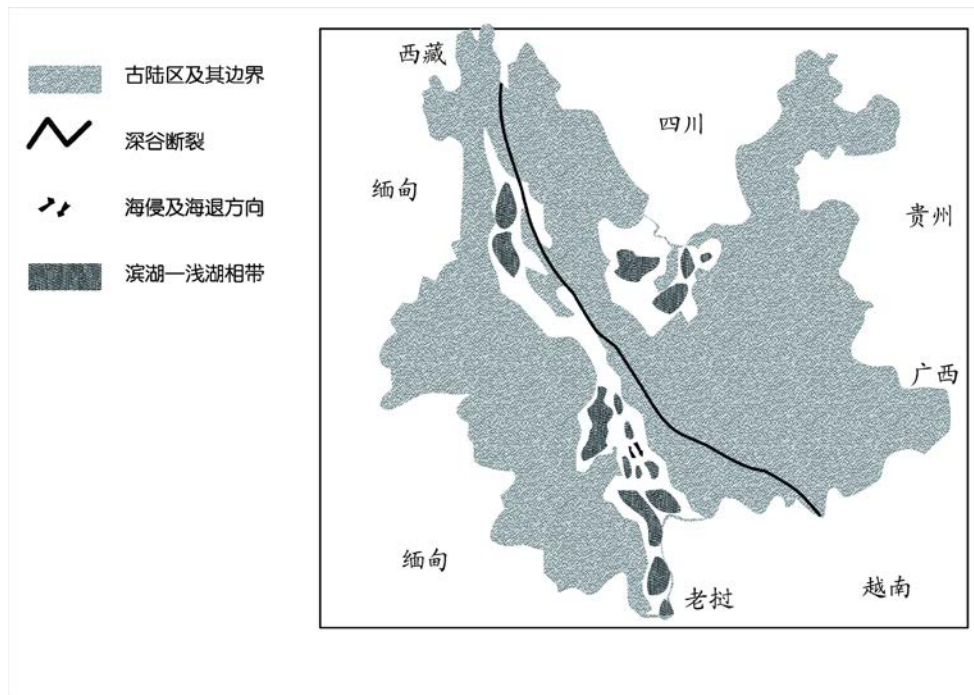 古陆区及其边界
深谷断裂
海侵及海退方向
滨湖—浅湖相带
西藏
四川
缅甸
贵州
广西
缅甸
老挝
越南